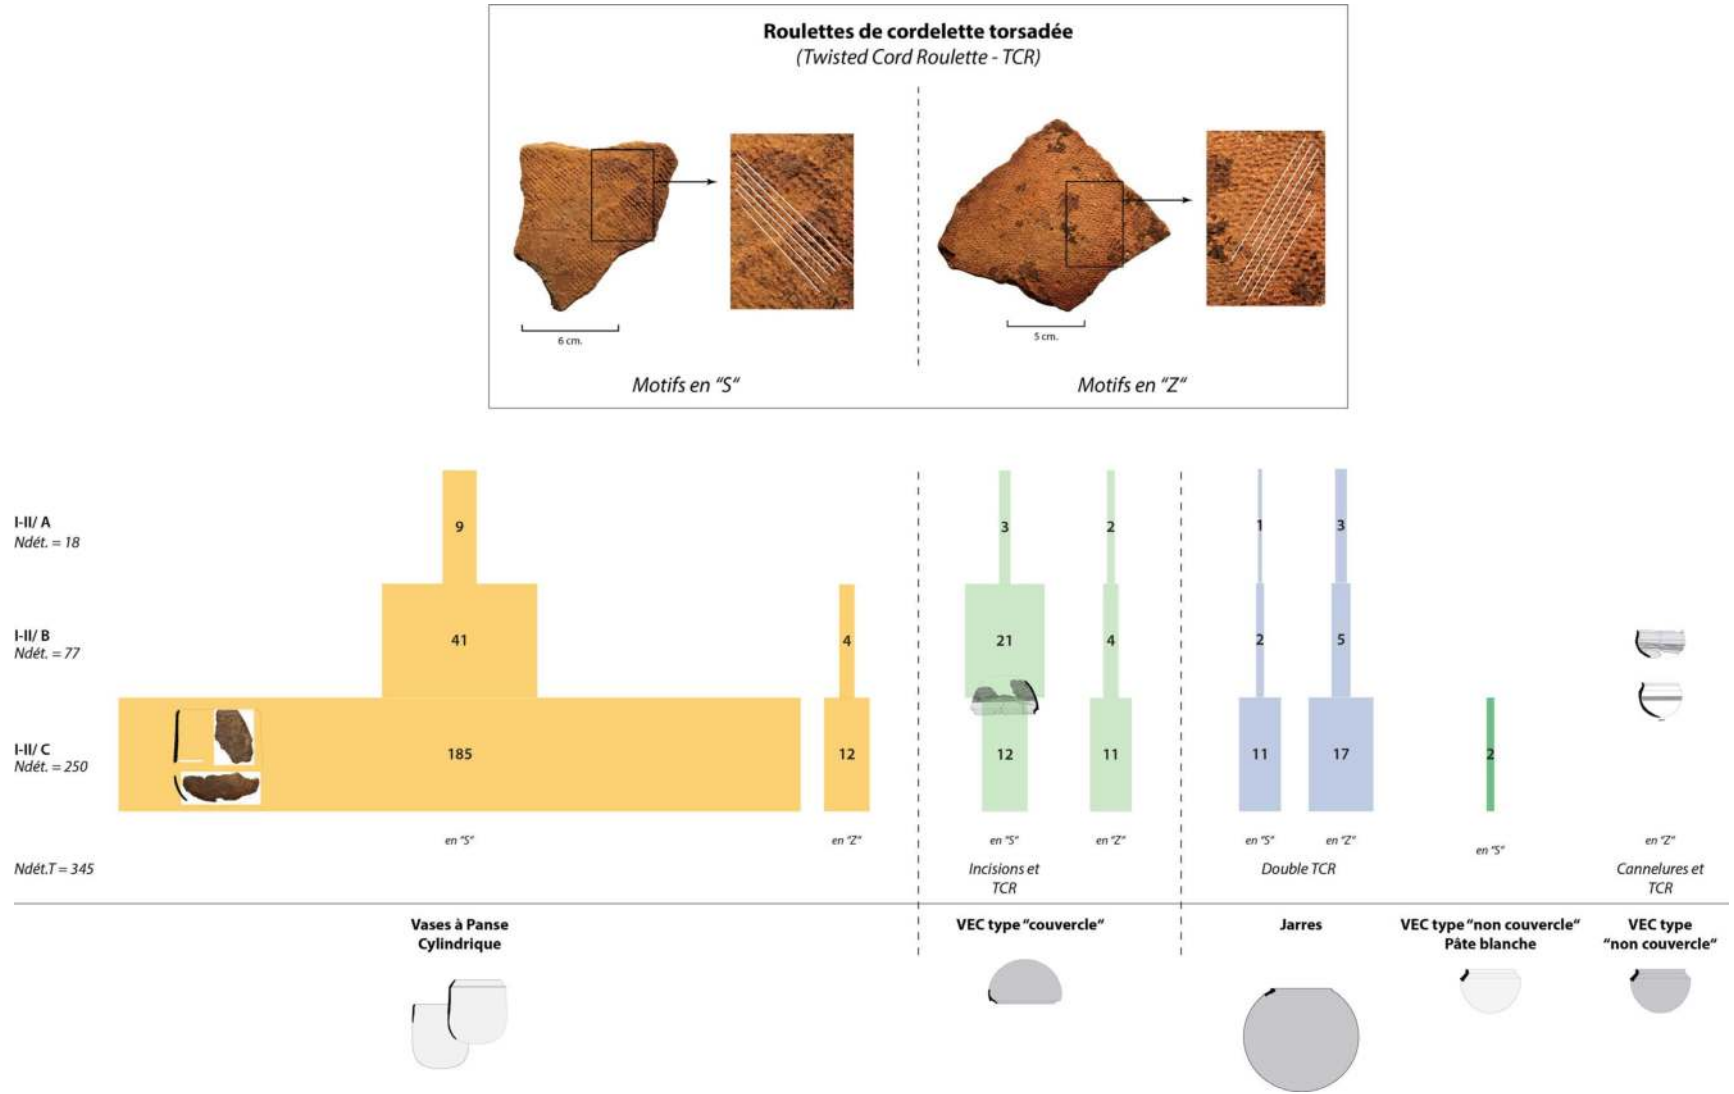 Roulettes de cordelette torsadée
(Twisted Cord Roulette - TCR)
6 cm.
5 cm.
Motifs en "S"
Motifs en "Z"
I-II/ A
Ndét. = 18
9
3
2
1
3
I-II/ B
Ndét. = 77
41
4
21
4
2
5
I-II/ C
Ndét. = 250
185
12
12
11
11
17
2
en "S"
en "Z"
en "S"
en "Z"
en "S"
en "Z"
en "S"
en "Z"
Ndét.T = 345
Incisions et
TCR
Double TCR
Cannelures et
TCR
Vases à Panse
Cylindrique
VEC type "couvercle"
Jarres
VEC type "non couvercle"
Pâte blanche
VEC type
"non couvercle"